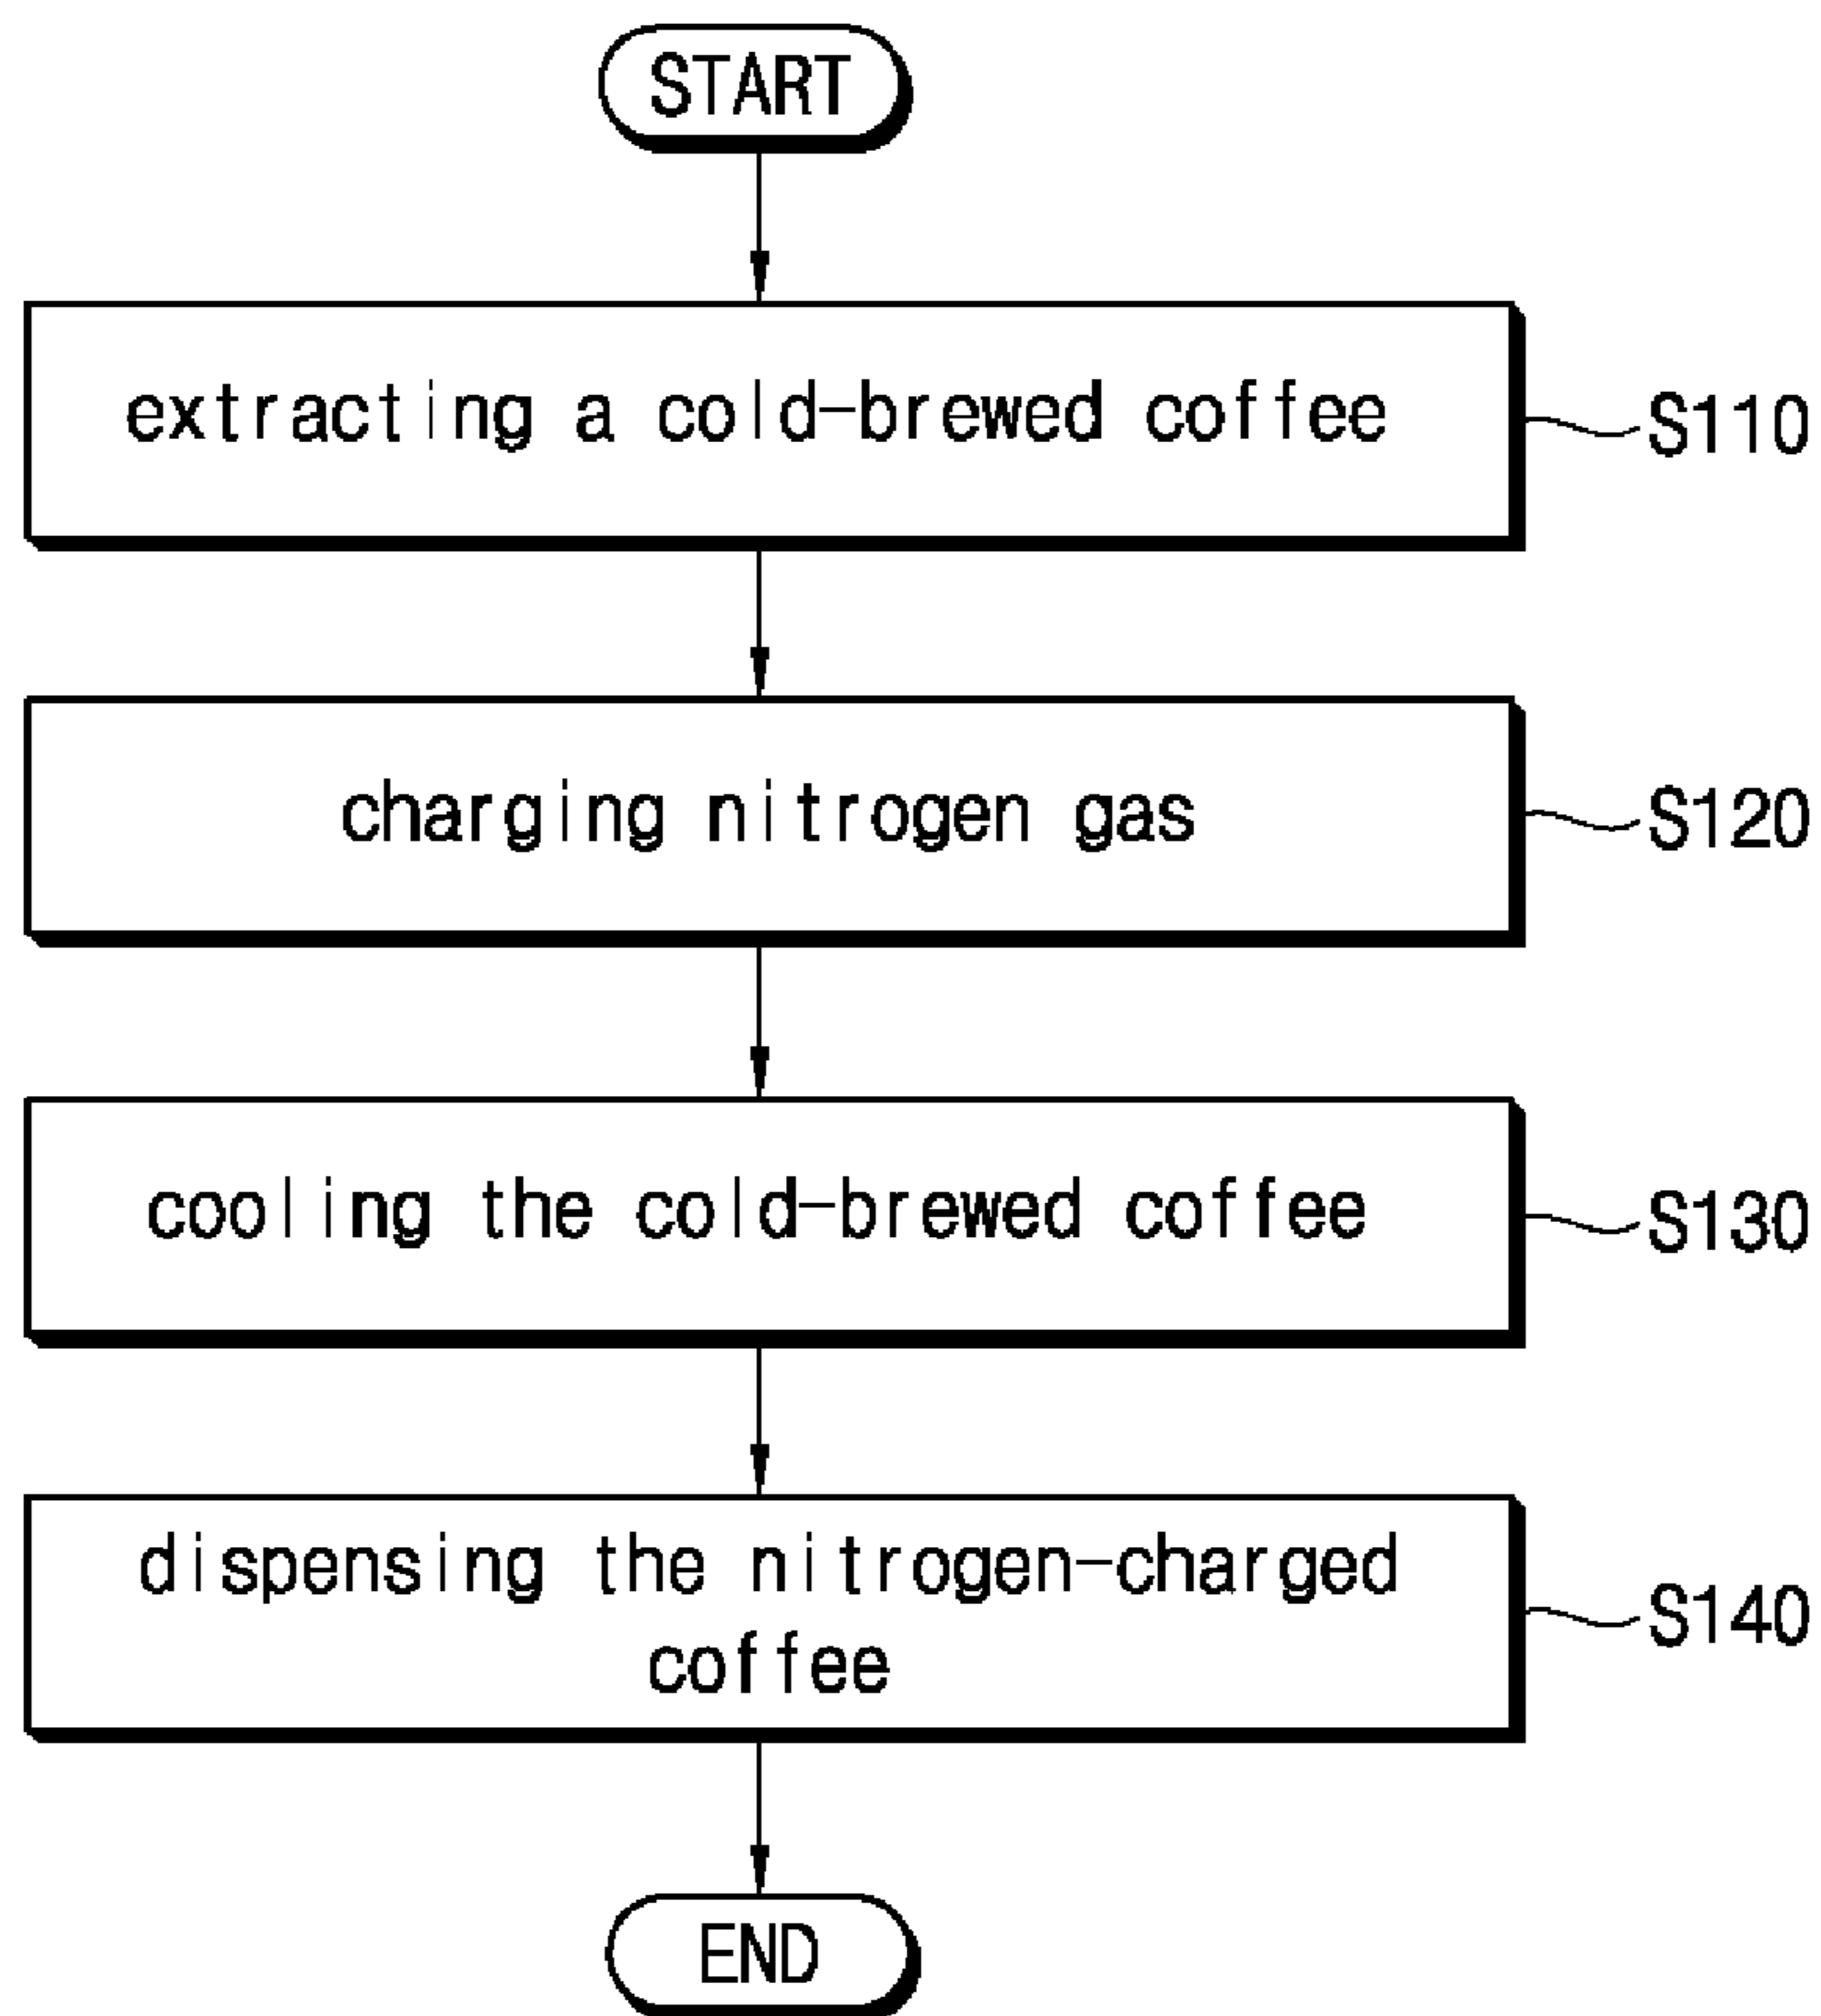 START
extracting a cold-brewed coffee
S110
charging nitrogen gas
S120
cooling the cold-brewed coffee
S130
dispensing the nitrogen-charged
coffee
S140
END